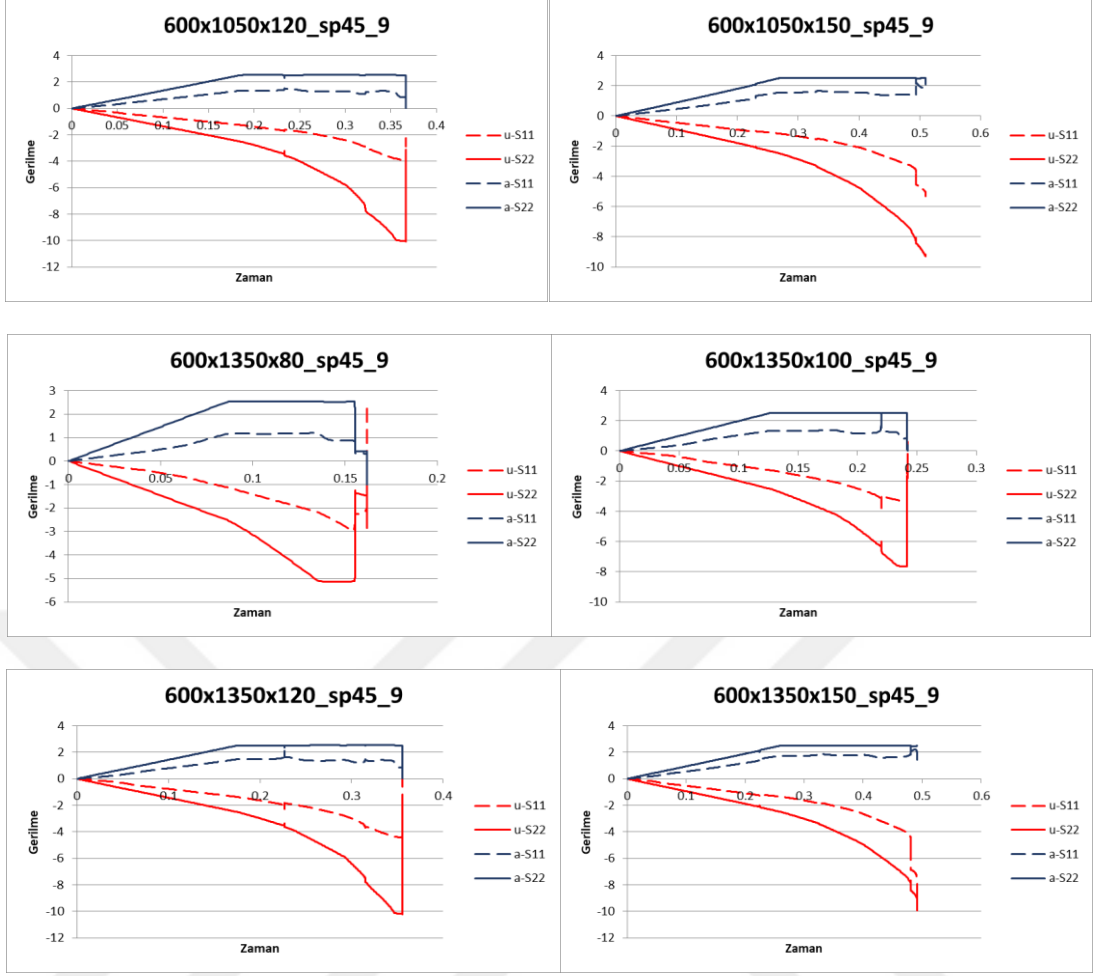 600x1050x120_sp45_9
4
2
0
-2
-4
-6
-8
-10
-12
0 0.05 0.1 0.15 0.2 0.25 0.3 0.35 0.4
Gerilme
Zaman
u-S11
u-S22
a-S11
a-S22
600x1050x150_sp45_9
4
2
0
-2
-4
-6
-8
-10
0 0.1 0.2 0.3 0.4 0.5 0.6
Gerilme
Zaman
u-S11
u-S22
a-S11
a-S22
600x1350x80_sp45_9
3
2
1
0
-1
-2
-3
-4
-5
-6
0 0.05 0.1 0.15 0.2
Gerilme
Zaman
u-S11
u-S22
a-S11
a-S22
600x1350x100_sp45_9
4
2
0
-2
-4
-6
-8
-10
0 0.05 0.1 0.15 0.2 0.25 0.3
Gerilme
Zaman
u-S11
u-S22
a-S11
a-S22
600x1350x120_sp45_9
4
2
0
-2
-4
-6
-8
-10
-12
0 0.1 0.2 0.3 0.4
Gerilme
Zaman
u-S11
u-S22
a-S11
a-S22
600x1350x150_sp45_9
4
2
0
-2
-4
-6
-8
-10
-12
0 0.1 0.2 0.3 0.4 0.5 0.6
Gerilme
Zaman
u-S11
u-S22
a-S11
a-S22